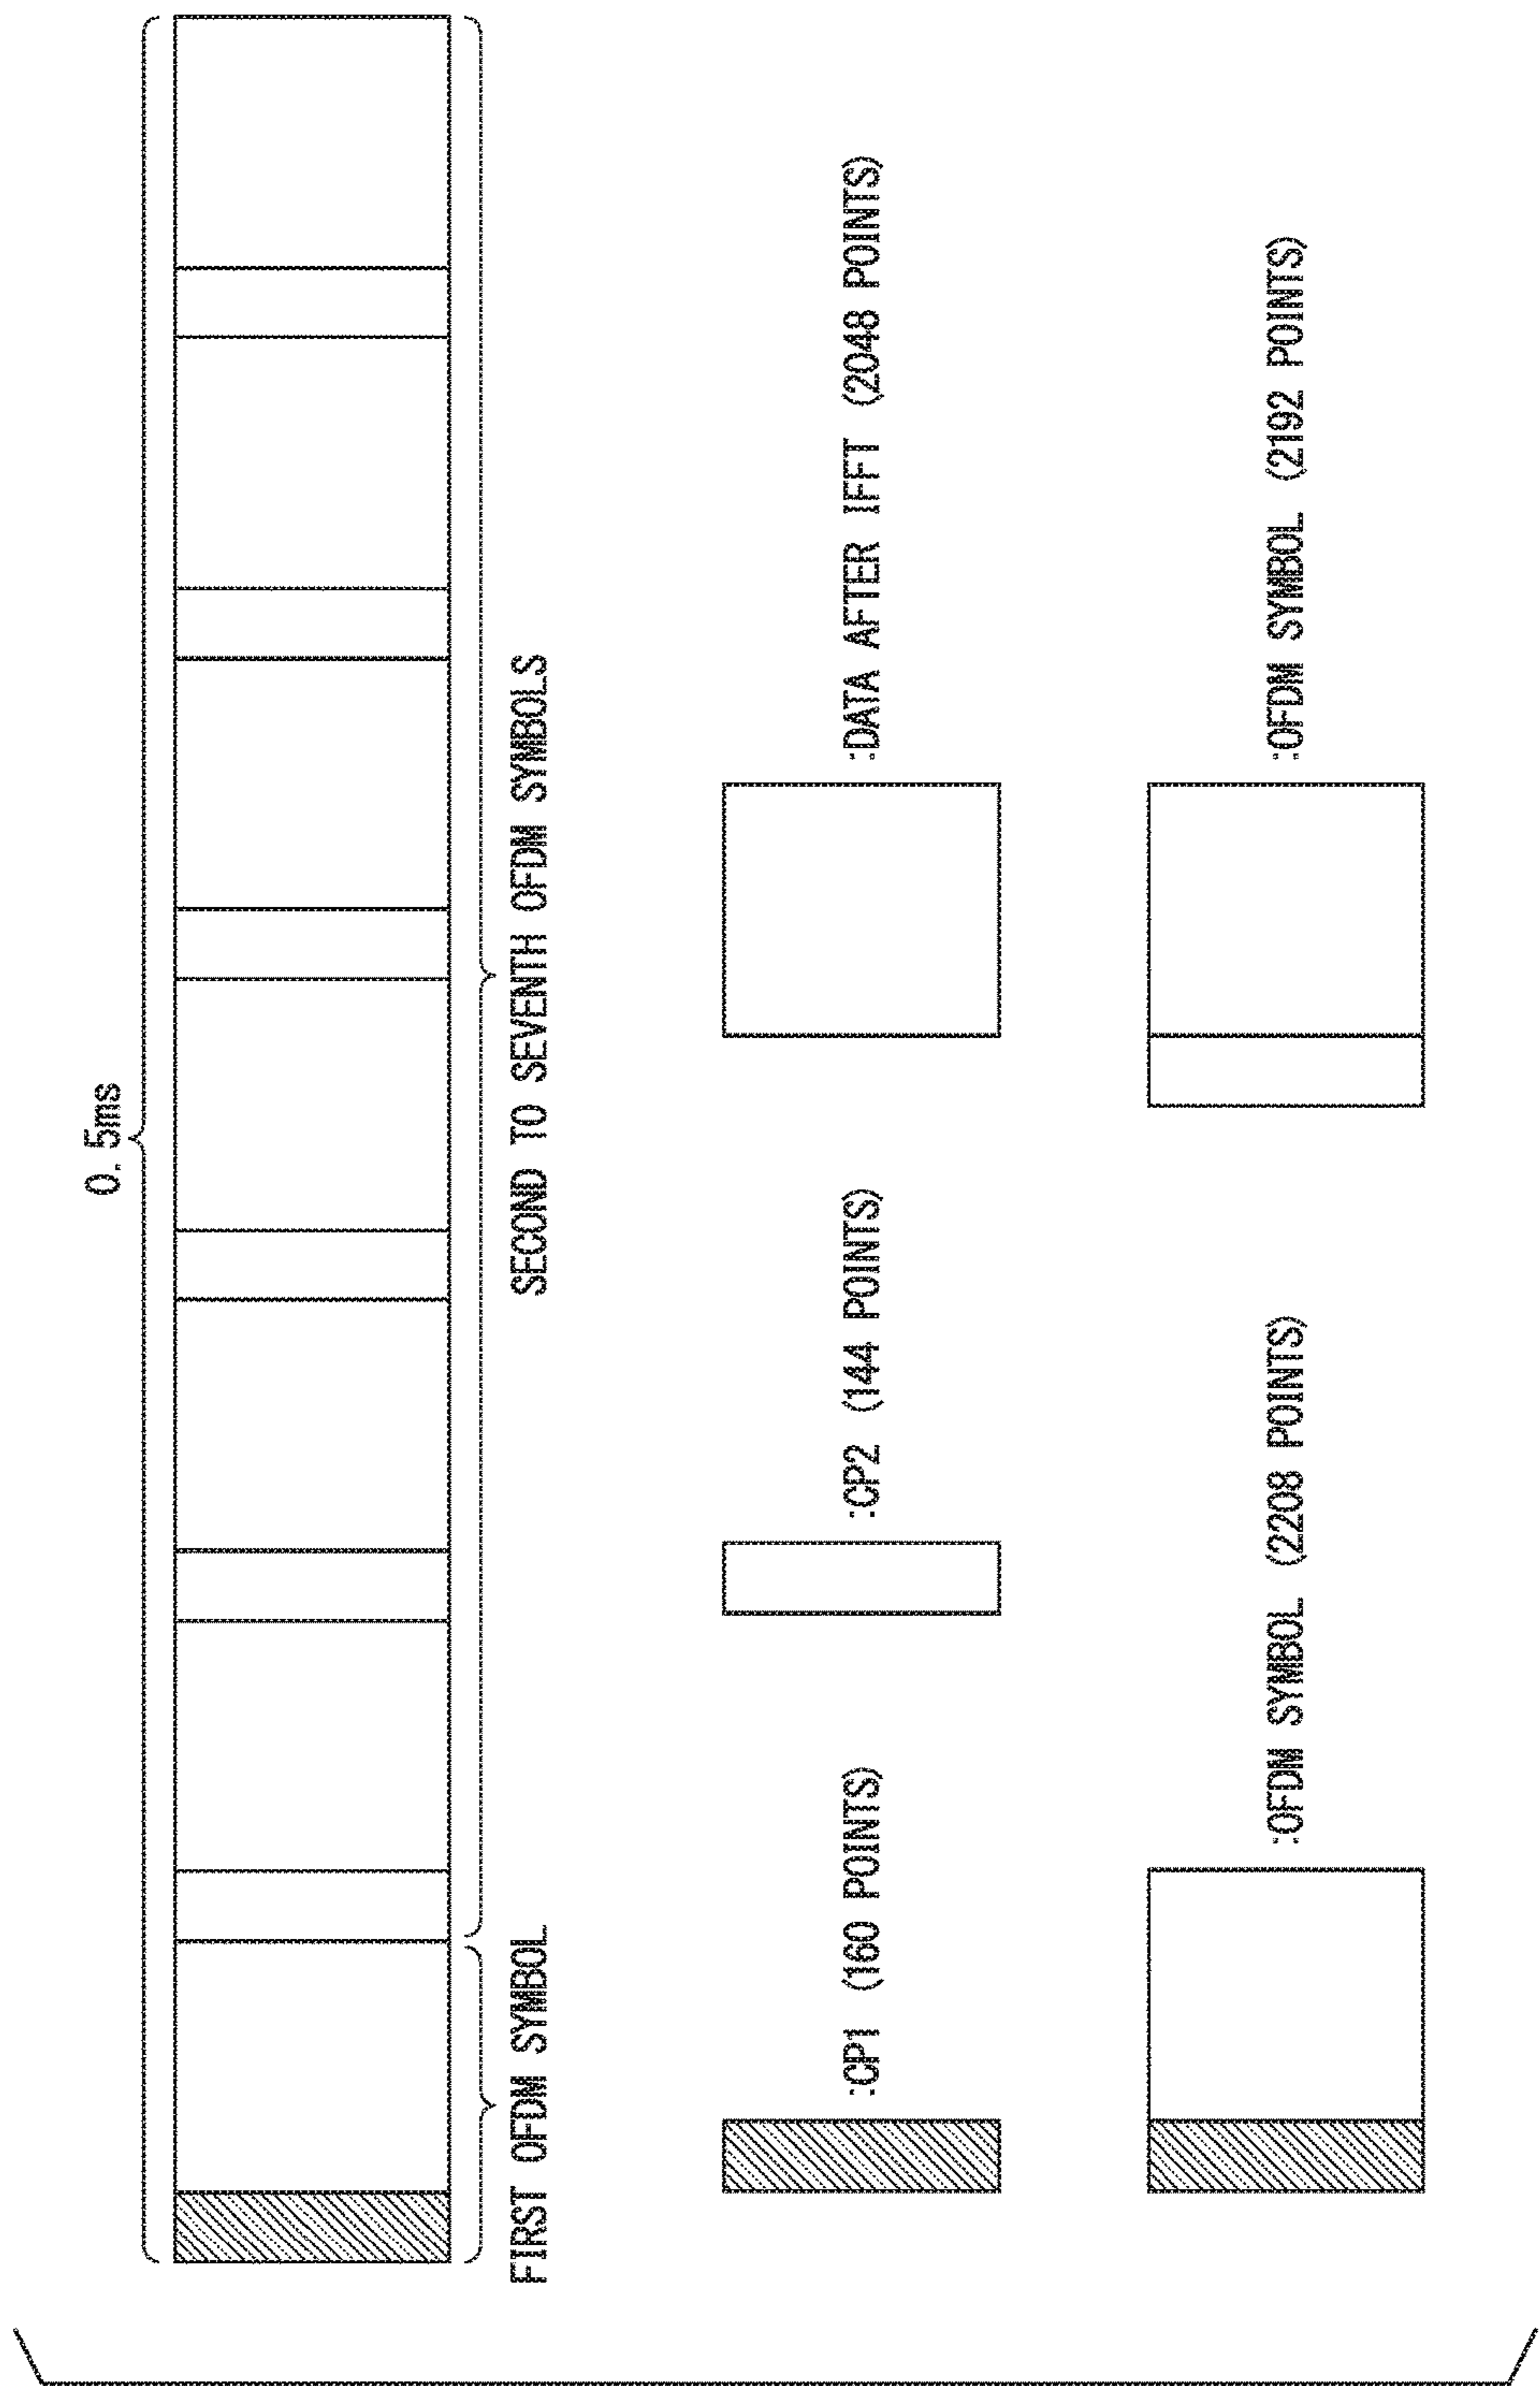 0. 5ms
FIRST OFDM SYMBOL
SECOND TO SEVENTH OFDM SYMBOLS
:CP1 (160 POINTS)
:CP2 (144 POINTS)
:DATA AFTER IFFT (2048 POINTS)
:OFDM SYMBOL (2208 POINTS)
:OFDM SYMBOL (2192 POINTS)